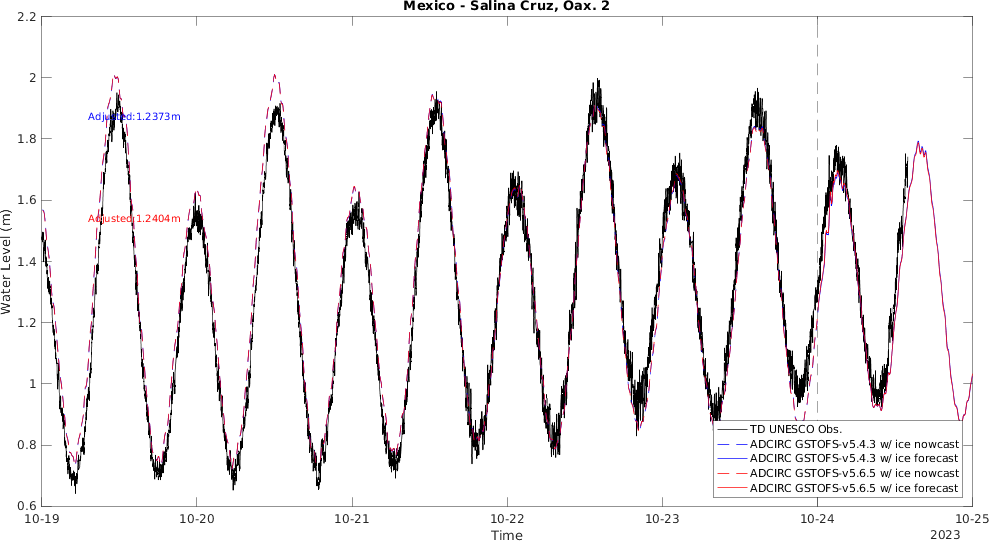 Mexico - Salina Cruz, Oax. 2
2.2
2
1.8
1.6
1.4
1.2
1
0.8
0.6
Water Level (m)
Adjusted:1.2373m
Adjusted:1.2404m
TD UNESCO Obs.
ADCIRC GSTOFS-v5.4.3 w/ ice nowcast
ADCIRC GSTOFS-v5.4.3 w/ ice forecast
ADCIRC GSTOFS-v5.6.5 w/ ice nowcast
ADCIRC GSTOFS-v5.6.5 w/ ice forecast
10-19 10-20 10-21 10-22 10-23 10-24 10-25
Time
2023